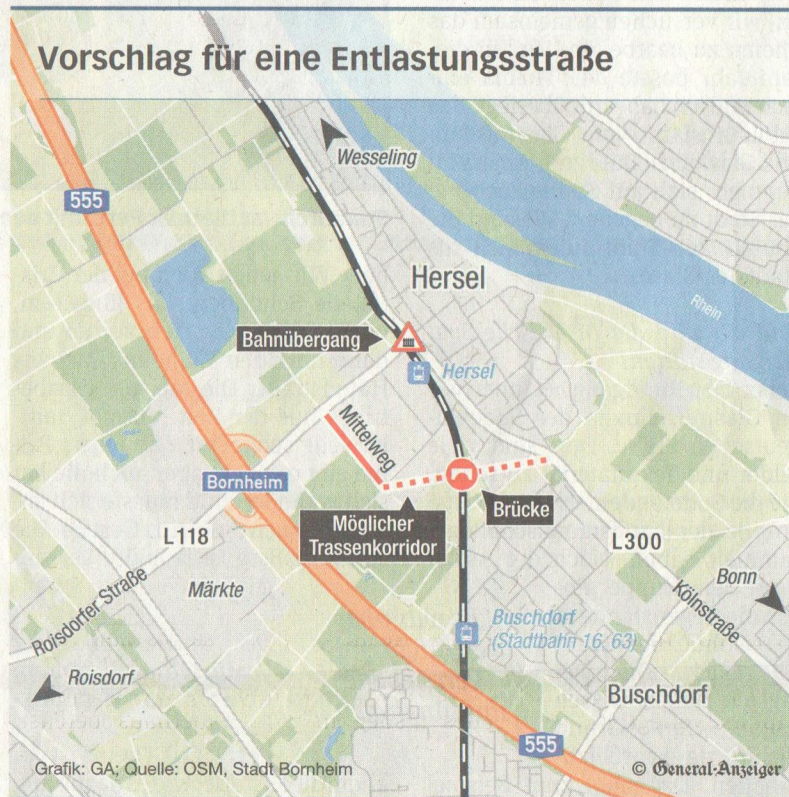 Vorschlag für eine Entlastungsstraße
Wesseling
555
Hersel
Rhein
Bahnübergang
Hersel
Mittelweg
Bornheim
Brücke
Möglicher
Trassenkorridor
L118
L300
Märkte
Bonn
Roisdorfer Straße
Kölnstraße
Buschdorf
(Stadtbahn 16, 63)
Roisdorf
Buschdorf
555
Grafik: GA; Quelle: OSM, Stadt Bornheim
© General-Anzeiger